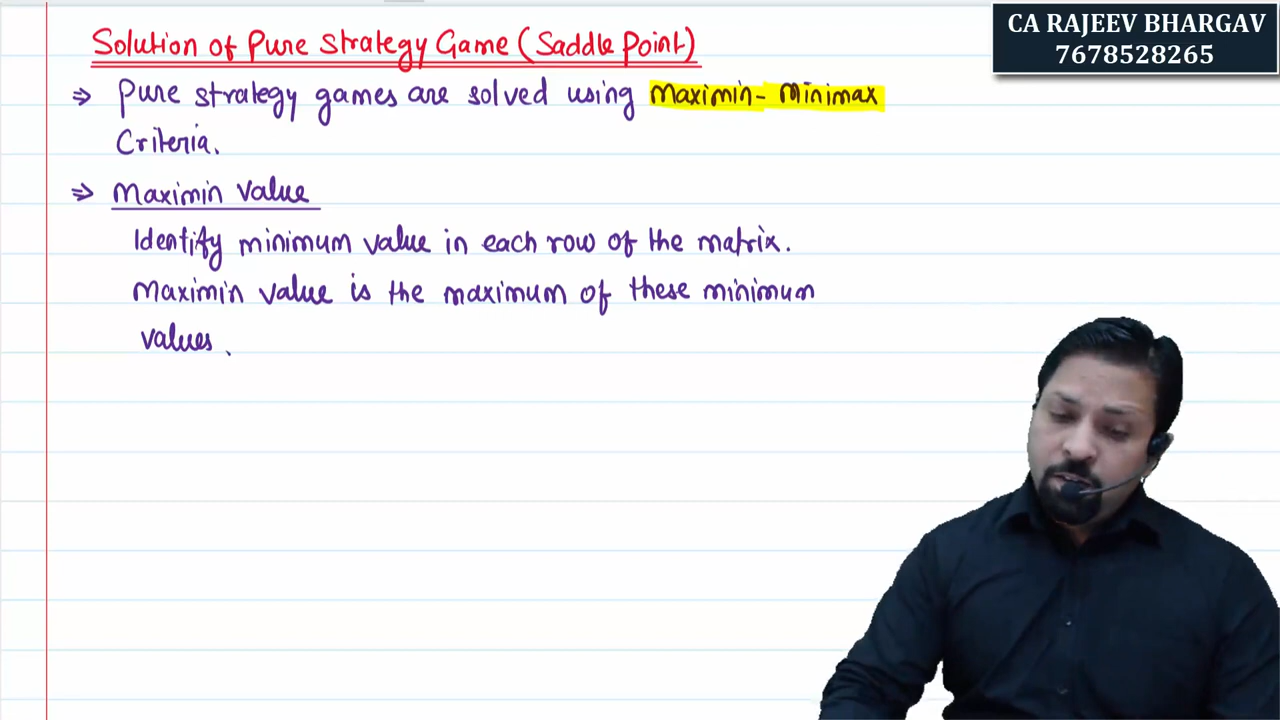 Solution of Pure Strategy Game (Saddle Point)
CA RAJEEV BHARGAV
7678528265
⇒ Pure strategy games are solved using Maximin - Minimax
Criteria.
⇒ Maximin Value
Identify minimum value in each row of the matrix.
Maximin value is the maximum of these minimum
values.